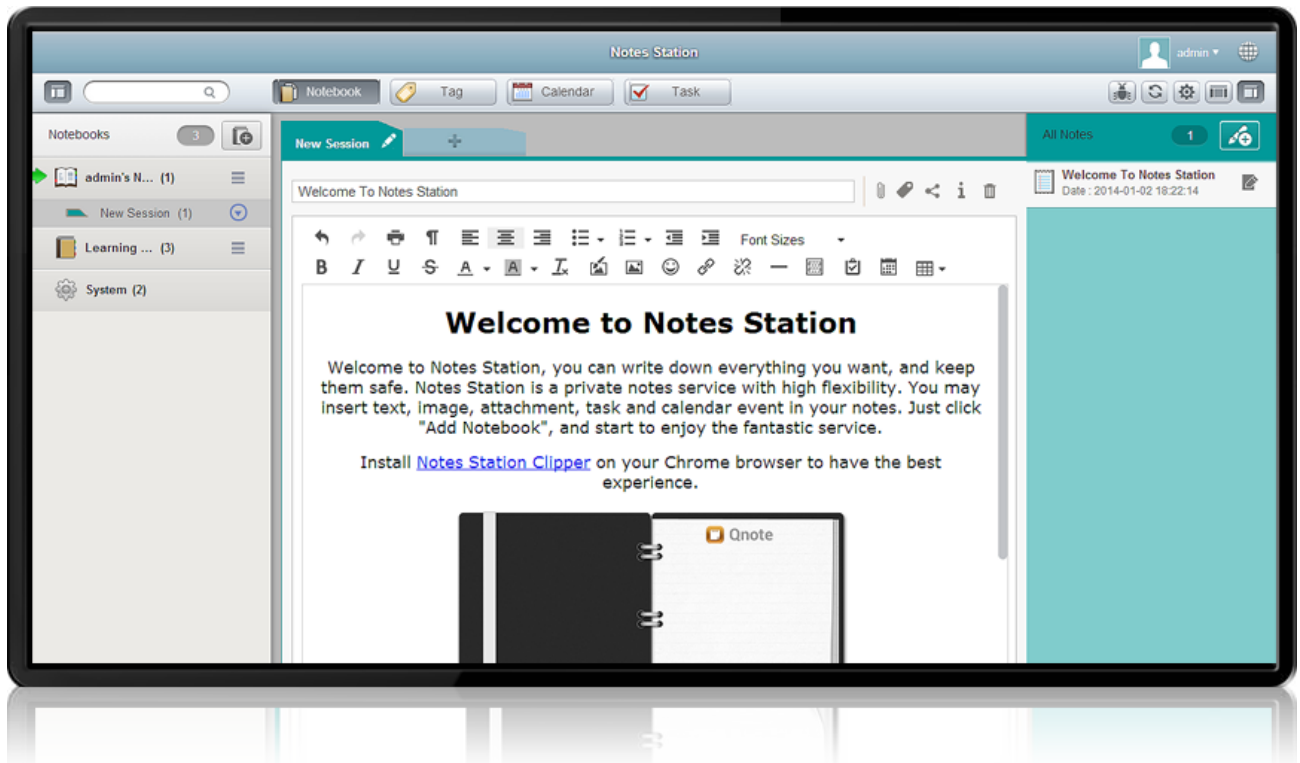 Notes Station
admin
Notebook
Tag
Calendar
Task
Notebooks
3
admin's N... (1)
New Session (1)
Learning ... (3)
System (2)
New Session
Welcome To Notes Station
Font Sizes
Welcome to Notes Station
Welcome to Notes Station, you can write down everything you want, and keep
them safe. Notes Station is a private notes service with high flexibility. You may
insert text, image, attachment, task and calendar event in your notes. Just click
"Add Notebook", and start to enjoy the fantastic service.
Install Notes Station Clipper on your Chrome browser to have the best
experience.
Qnote
All Notes
1
Welcome To Notes Station
Date : 2014-01-02 18:22:14